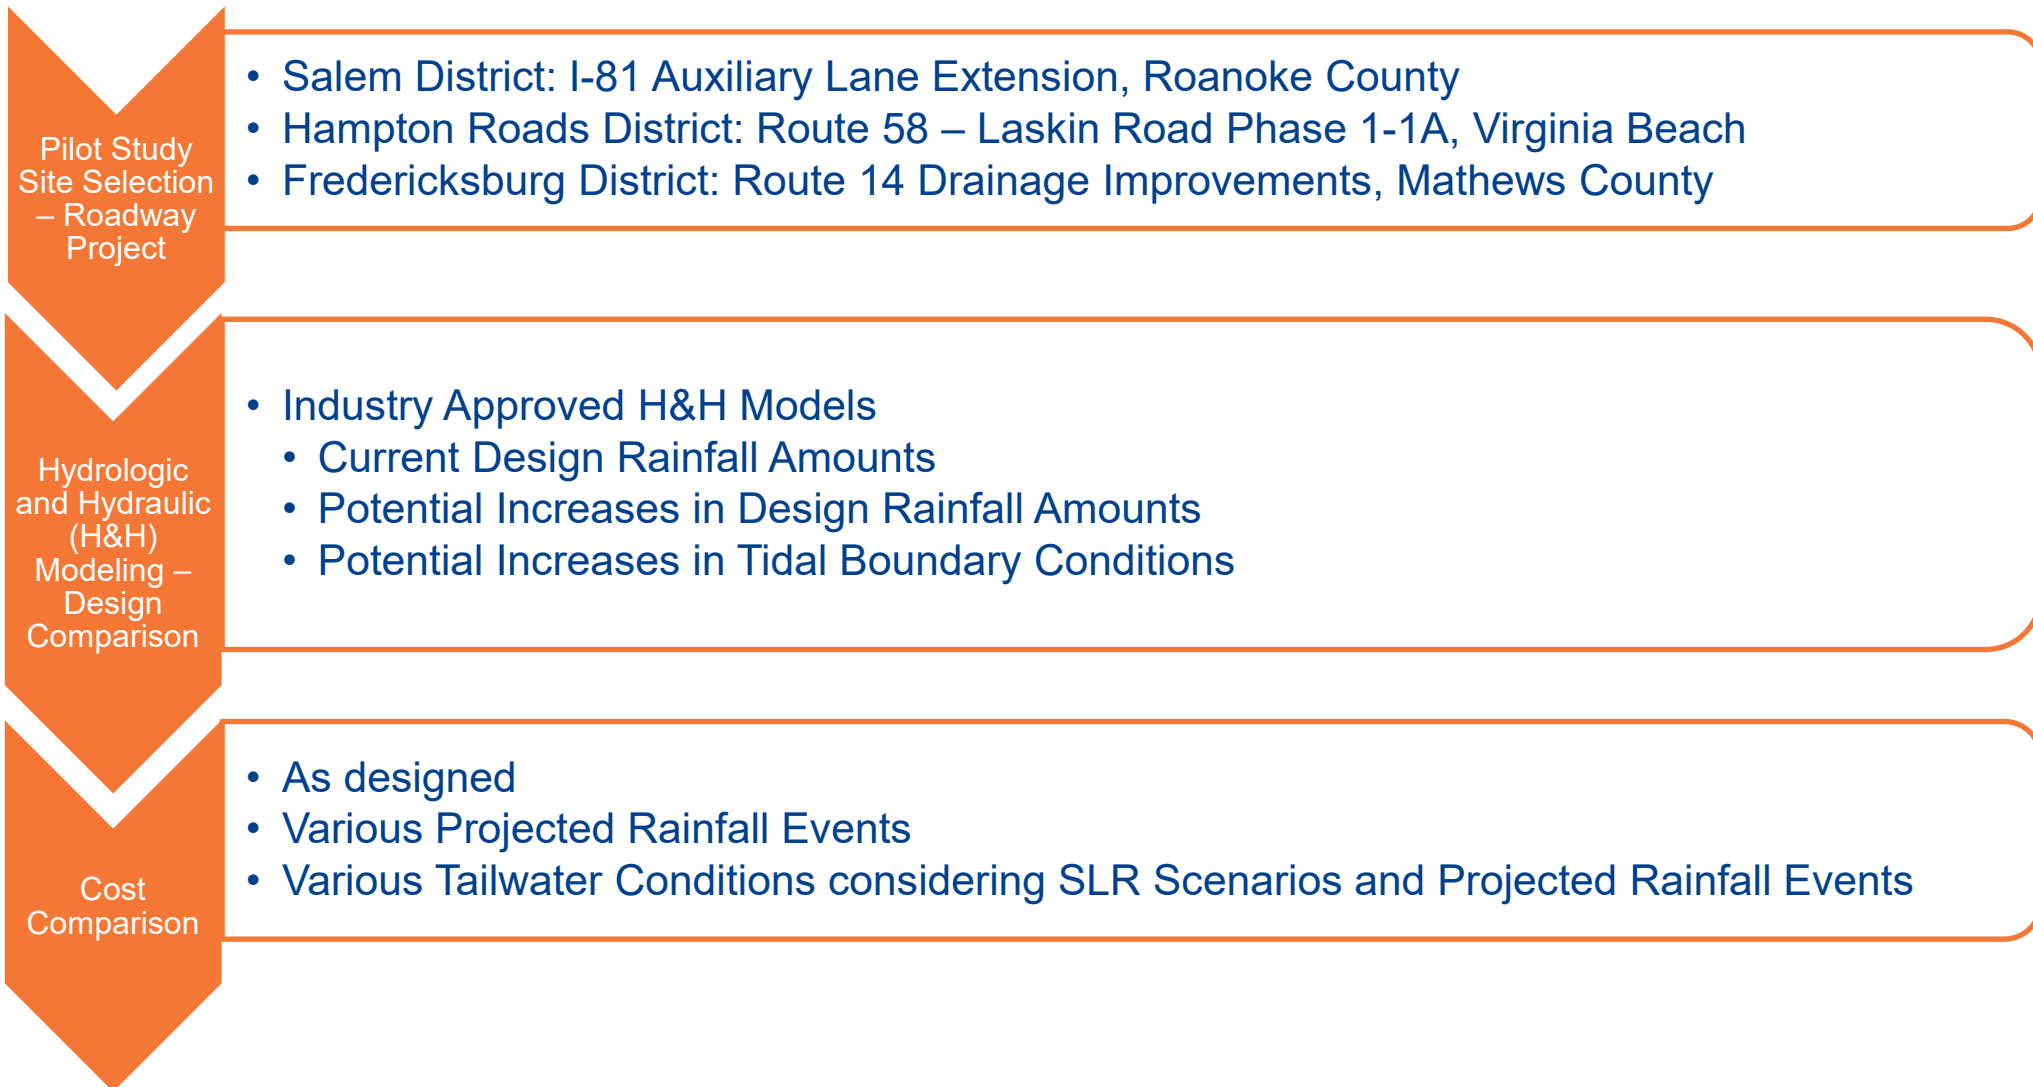 Pilot Study
Site Selection
– Roadway
Project
• Salem District: I-81 Auxiliary Lane Extension, Roanoke County
• Hampton Roads District: Route 58 – Laskin Road Phase 1-1A, Virginia Beach
• Fredericksburg District: Route 14 Drainage Improvements, Mathews County
Hydrologic
and Hydraulic
(H&H)
Modeling –
Design
Comparison
• Industry Approved H&H Models
• Current Design Rainfall Amounts
• Potential Increases in Design Rainfall Amounts
• Potential Increases in Tidal Boundary Conditions
Cost
Comparison
• As designed
• Various Projected Rainfall Events
• Various Tailwater Conditions considering SLR Scenarios and Projected Rainfall Events